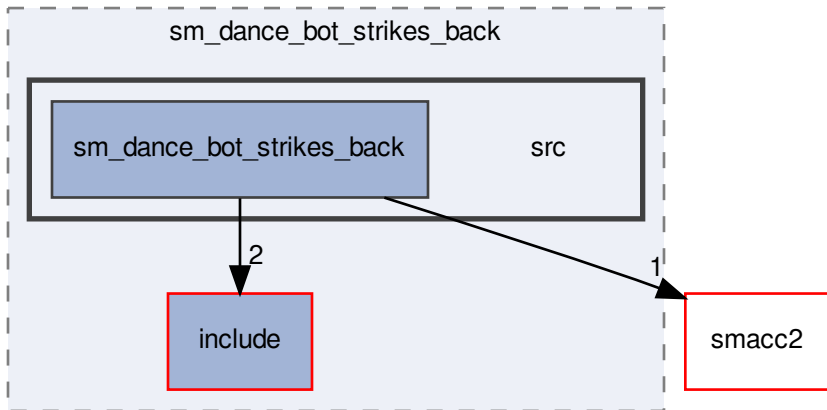 sm_dance_bot_strikes_back
sm_dance_bot_strikes_back
src
2
1
include
smacc2